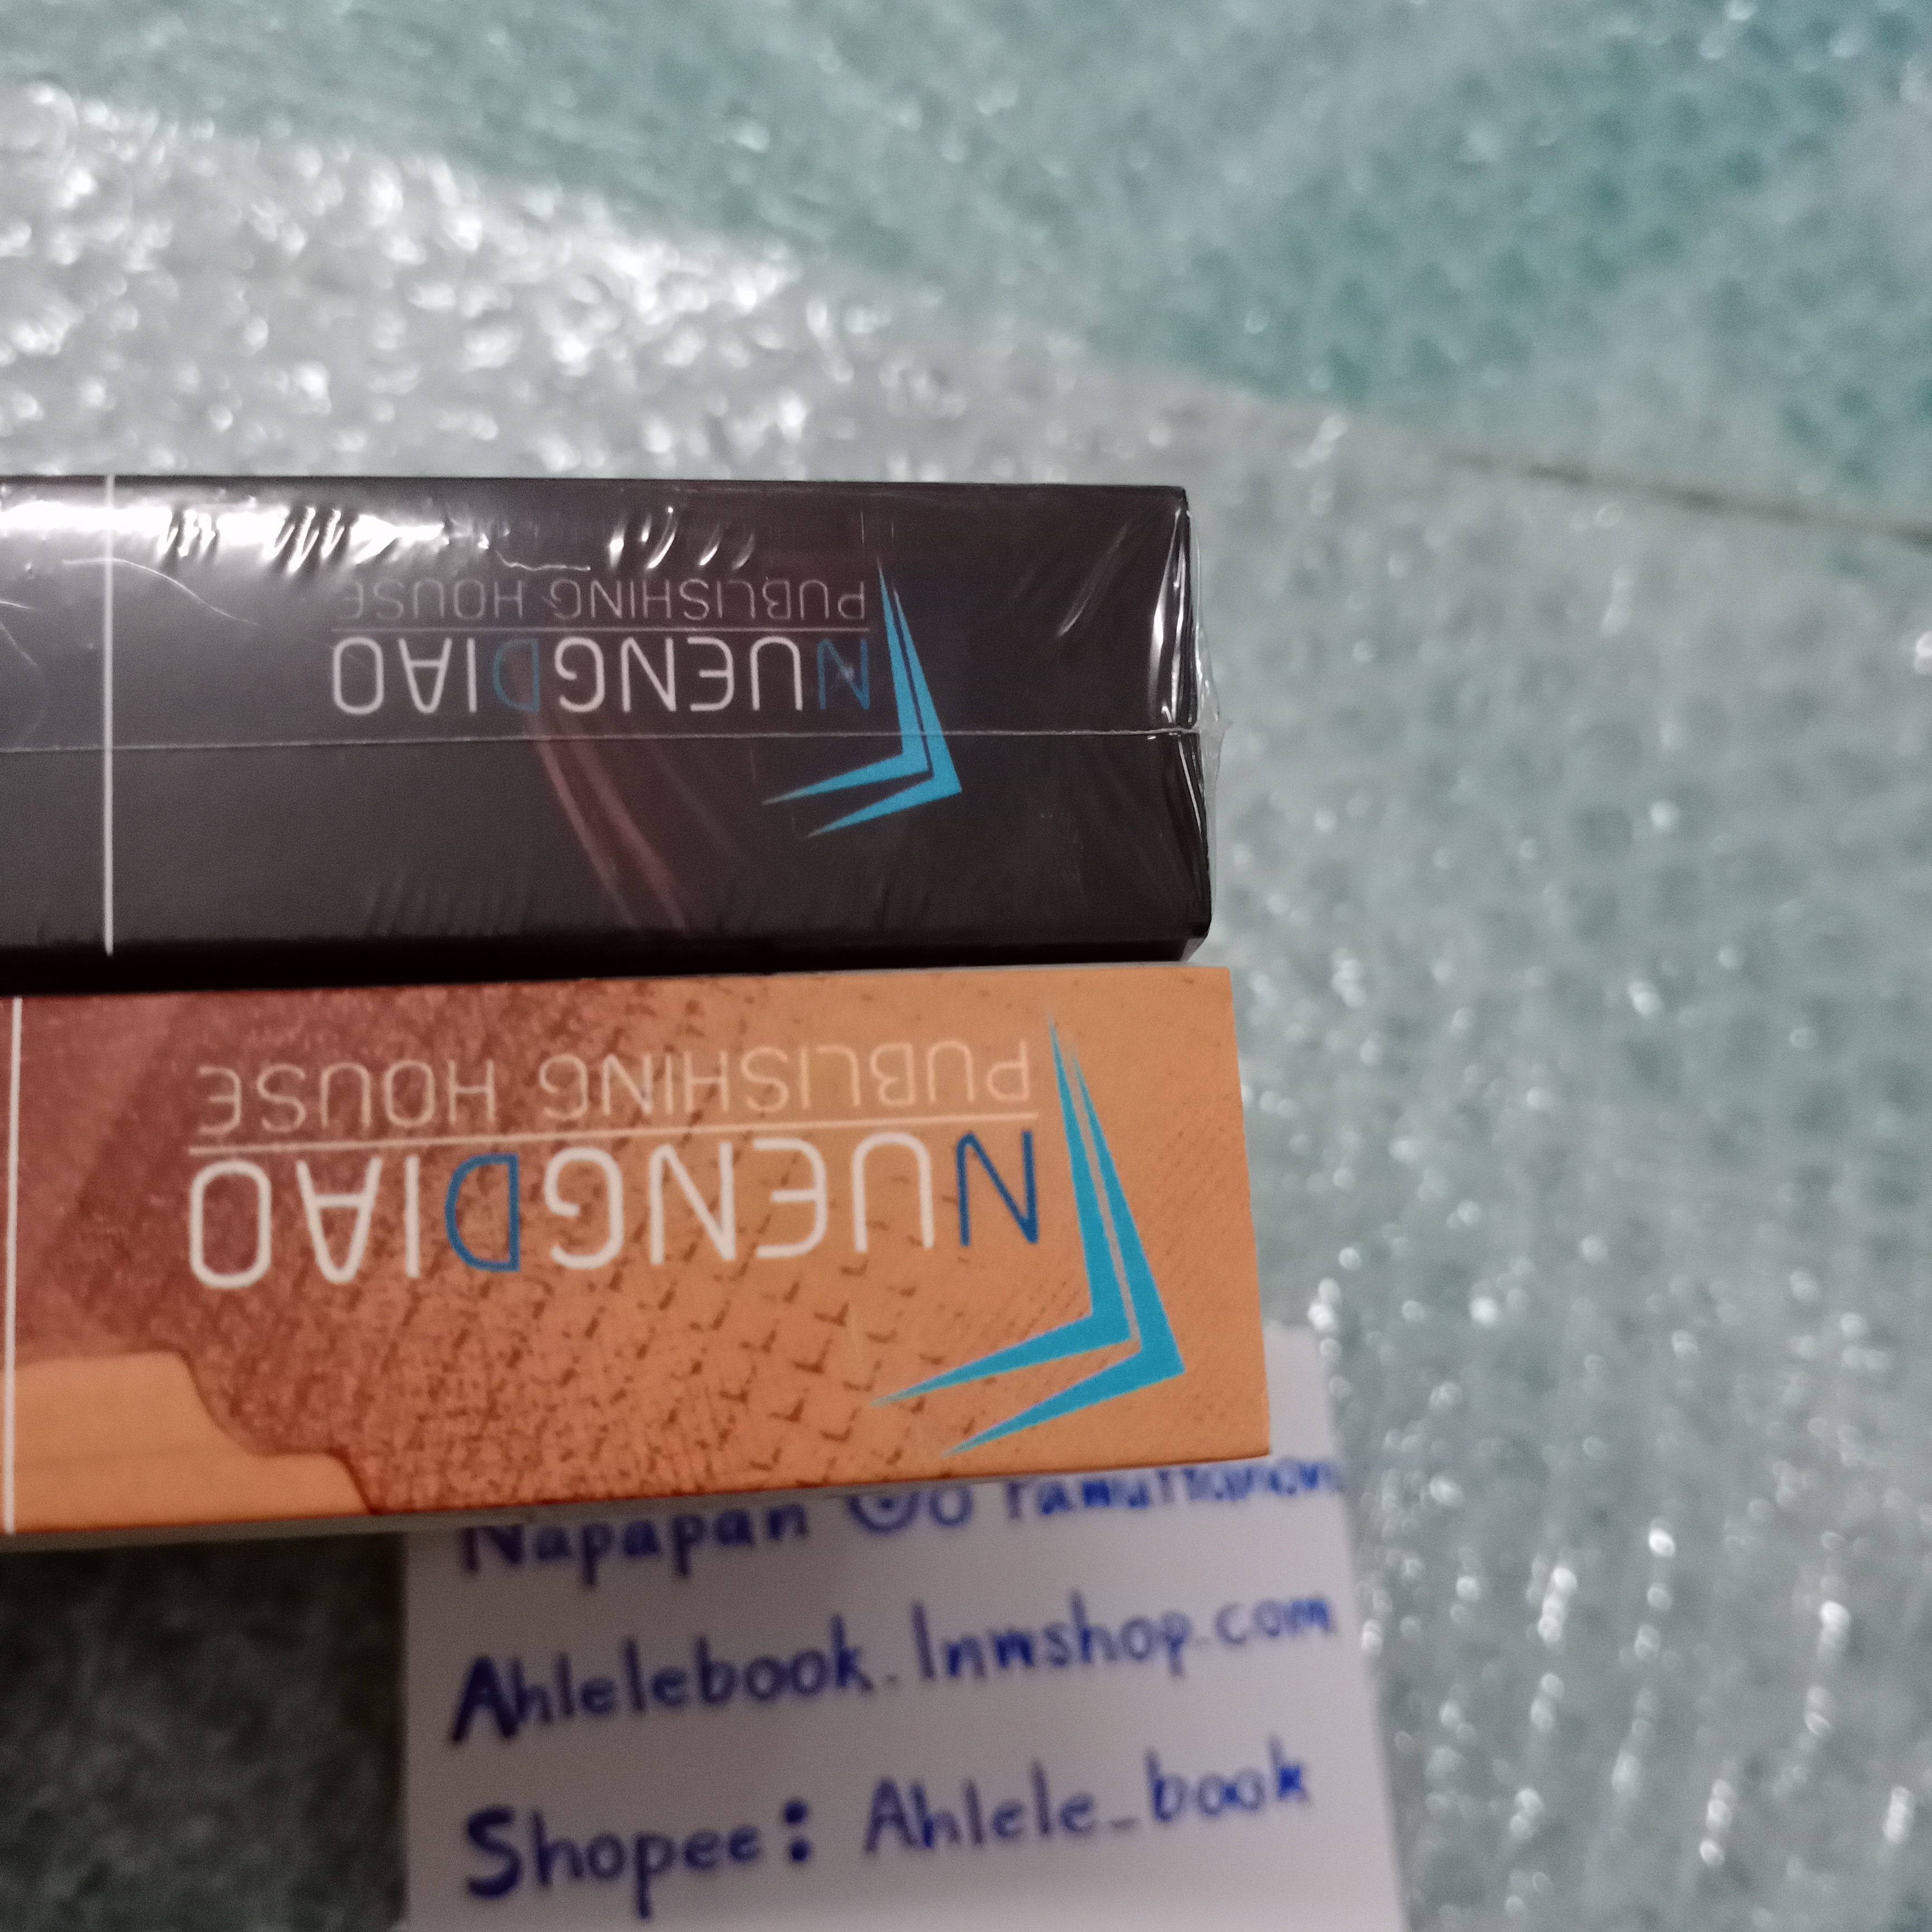 NUENGDIAO
PUBLISHING HOUSE
NUENGDIAO
PUBLISHING HOUSE
Napapan
Ahlelebook.lnwshop.com
Shopee: Ahlele_book